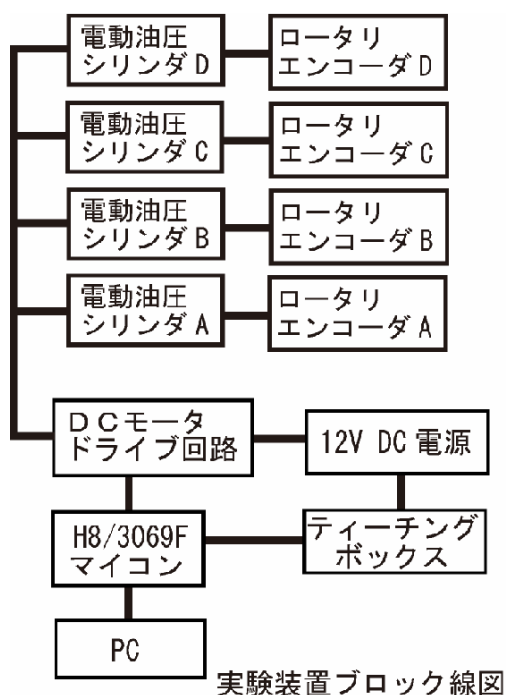 電動油圧
シリンダD
ロータリ
エンコーダD
電動油圧
シリンダC
ロータリ
エンコーダC
電動油圧
シリンダB
ロータリ
エンコーダB
電動油圧
シリンダA
ロータリ
エンコーダA
DCモータ
ドライブ回路
12V DC 電源
H8/3069F
マイコン
ティーチング
ボックス
PC
実験装置ブロック線図